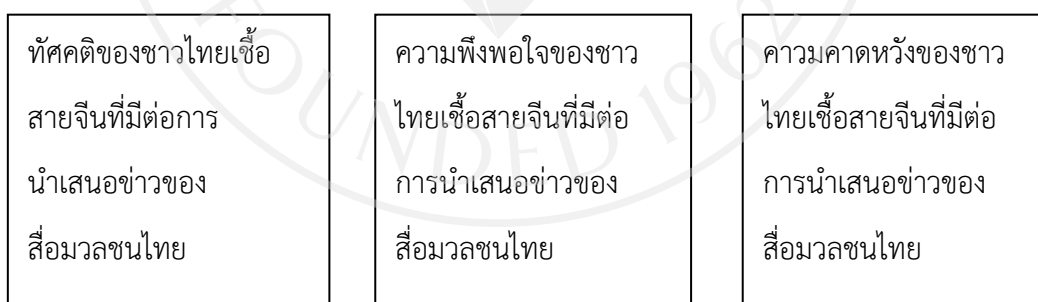 ทัศคติของชาวไทยเชื้อ
สายจีนที่มีต่อการ
นำเสนอข่าวของ
สื่อมวลชนไทย
ความพึงพอใจของชาว
ไทยเชื้อสายจีนที่มีต่อ
การนำเสนอข่าวของ
สื่อมวลชนไทย
คาวมคาดหวังของชาว
ไทยเชื้อสายจีนที่มีต่อ
การนำเสนอข่าวของ
สื่อมวลชนไทย
FOUNDED 1962